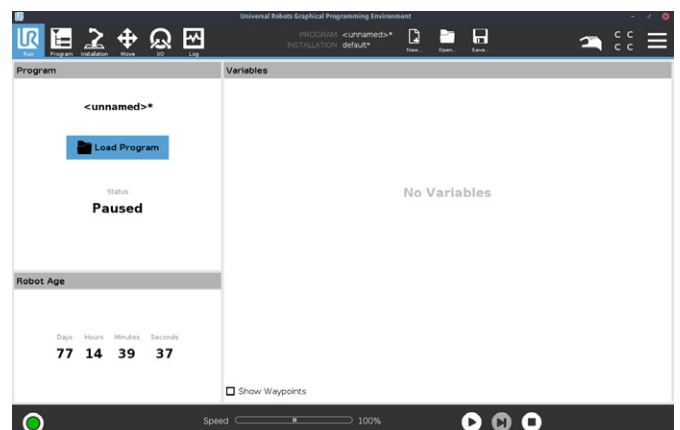 Universal Robots Graphical Programming Environment
UR
Run
Program
Installation
Move
I/O
Log
PROGRAM <unnamed>*
INSTALLATION default*
New...
Open...
Save...
C C
C C
Program
<unnamed>*
Load Program
Status
Paused
Robot Age
Days Hours Minutes Seconds
77 14 39 37
Variables
No Variables
Show Waypoints
Speed 100%